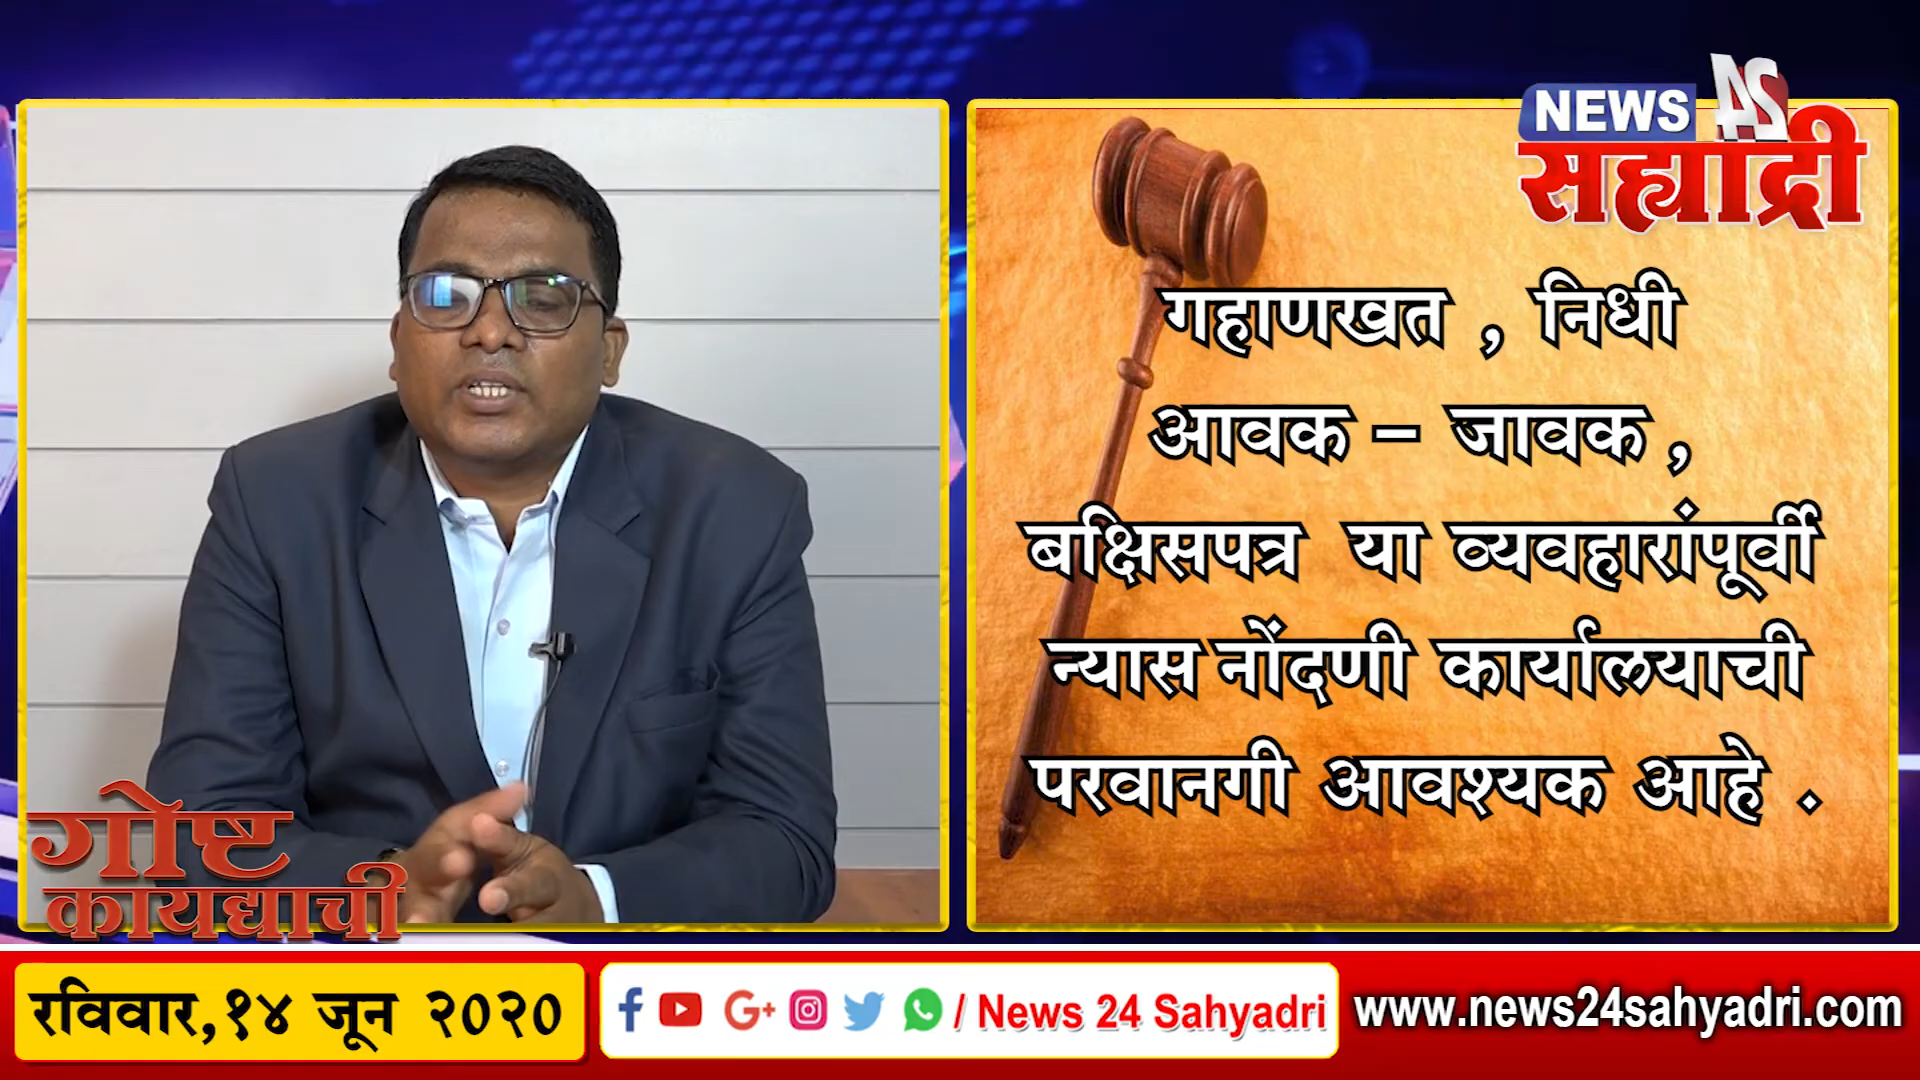 NEWS 24
सह्याद्री
गहाणखत , निधी
आवक – जावक ,
बक्षिसपत्र या व्यवहारांपूर्वी
न्यास नोंदणी कार्यालयाची
परवानगी आवश्यक आहे .
गोष्ट
कायद्याची
रविवार,१४ जून २०२०
/ News 24 Sahyadri
www.news24sahyadri.com